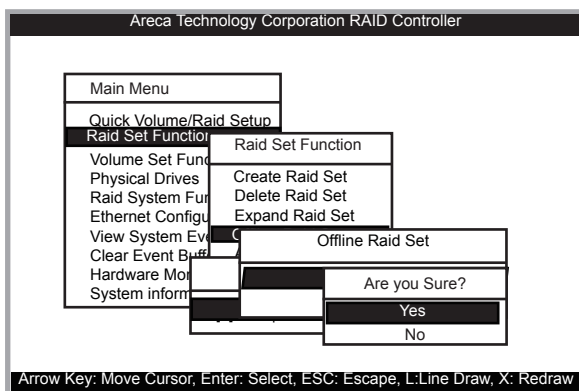 Areca Technology Corporation RAID Controller
Main Menu
Quick Volume/Raid Setup
Raid Set Function
Volume Set Func
Physical Drives
Raid System Fun
Ethernet Configu
View System Eve
Clear Event Buff
Hardware Mon
System inform
Raid Set Function
Create Raid Set
Delete Raid Set
Expand Raid Set
Offline Raid Set
Are you Sure?
Yes
No
Arrow Key: Move Cursor, Enter: Select, ESC: Escape, L:Line Draw, X: Redraw